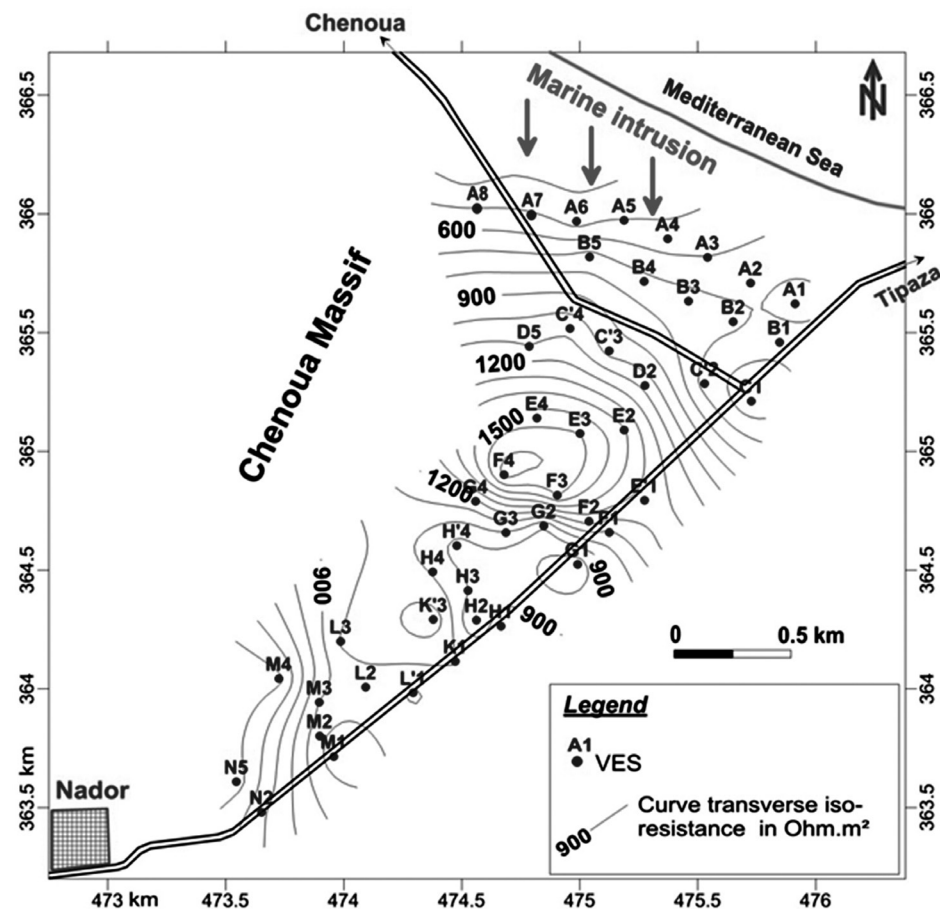 Chenoua
366.5
366.5
N
Marine intrusion
Mediterranean Sea
366
366
A8
A7
A6
A5
A4
A3
A2
A1
600
B5
B4
B3
B2
B1
Tipaza
900
Chenoua Massif
365.5
365.5
C'4
C'3
C'2
C1
D5
D2
1200
365
365
E4
E3
E2
E'1
1500
F4
F3
F2
F1
1200
G4
G3
G2
G1
364.5
364.5
H'4
H4
H3
H2
H1
900
900
900
K'3
K1
0
0.5 km
364
364
L3
L2
L'1
M4
M3
M2
M1
N5
N2
Nador
363.5 km
363.5
Legend
A1
VES
900
Curve transverse iso-
resistance in Ohm.m²
473 km
473.5
474
474.5
475
475.5
476